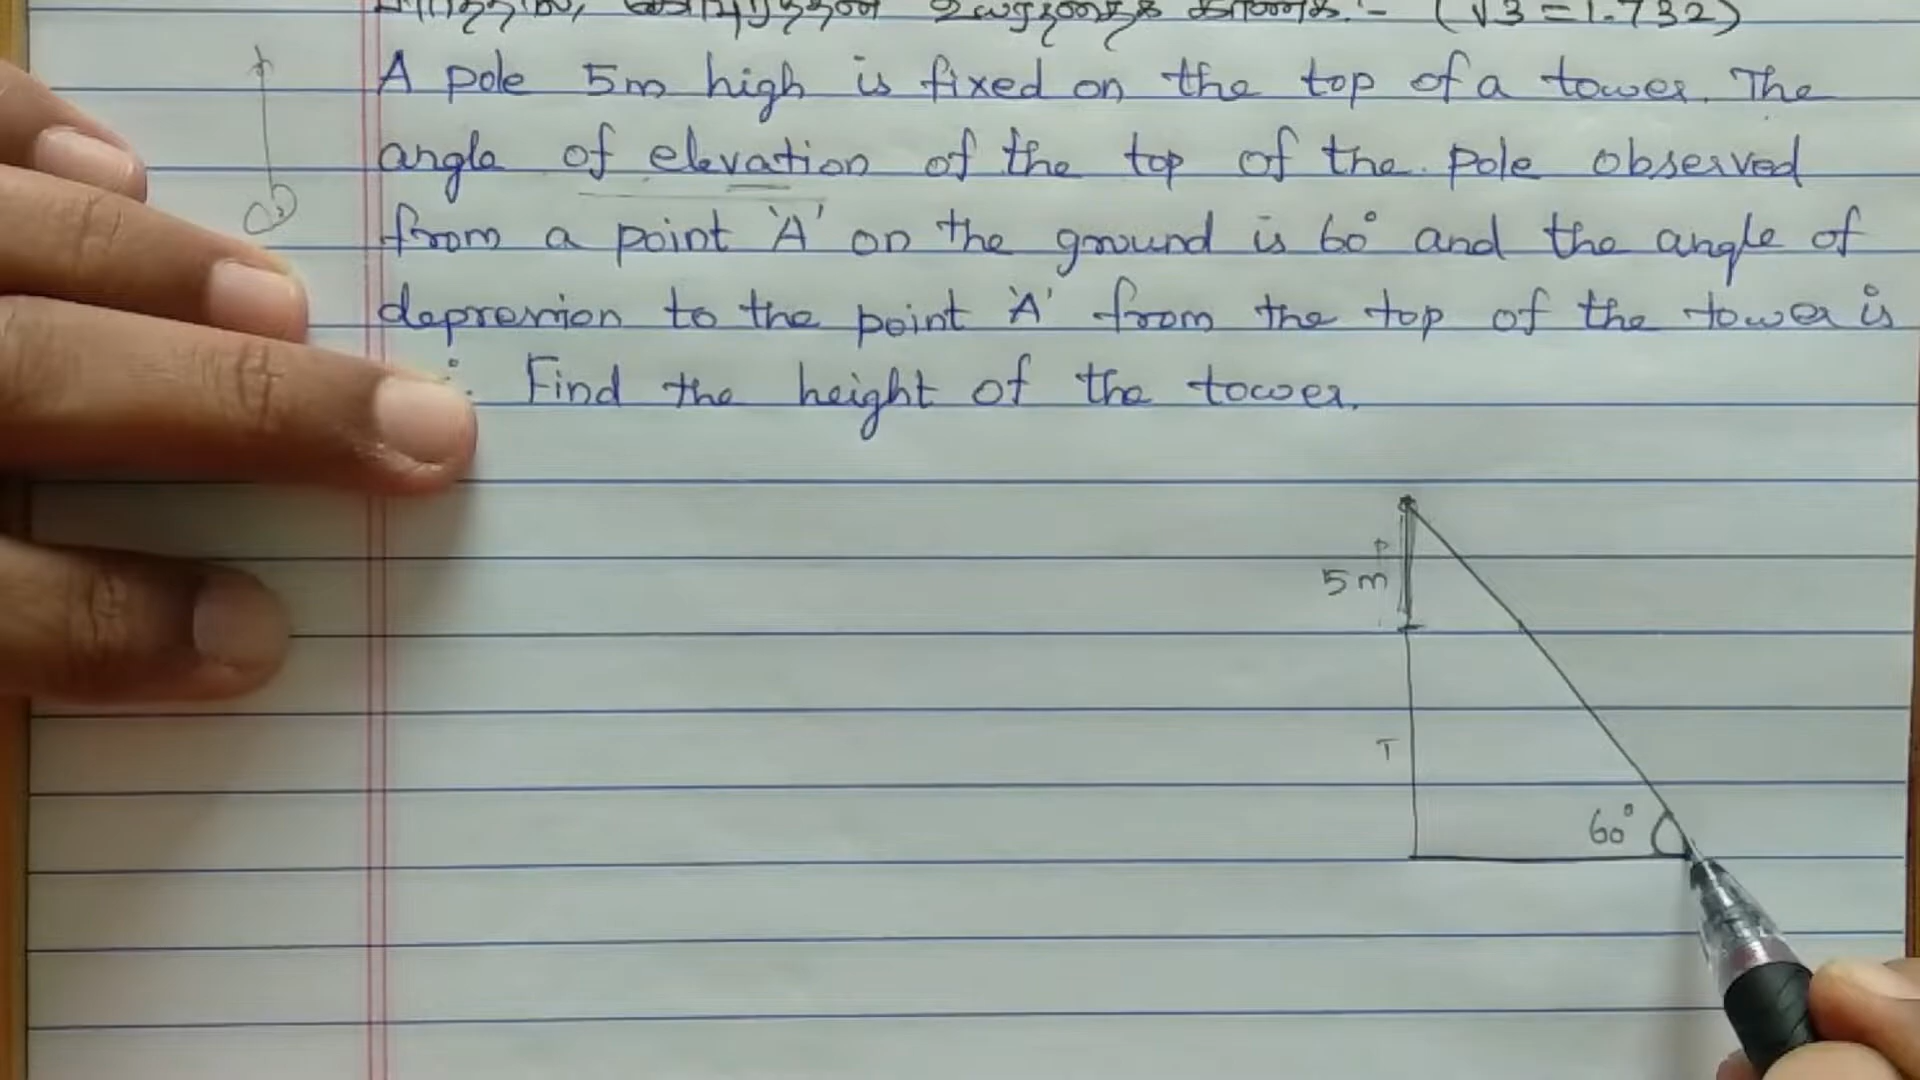 உயரத்தைக் காண்க. - (√3 = 1.732)
A pole 5m high is fixed on the top of a tower. The
angle of elevation of the top of the pole observed
from a point 'A' on the ground is 60° and the angle of
depression to the point 'A' from the top of the tower is
Find the height of the tower.
P
5 m
T
60°